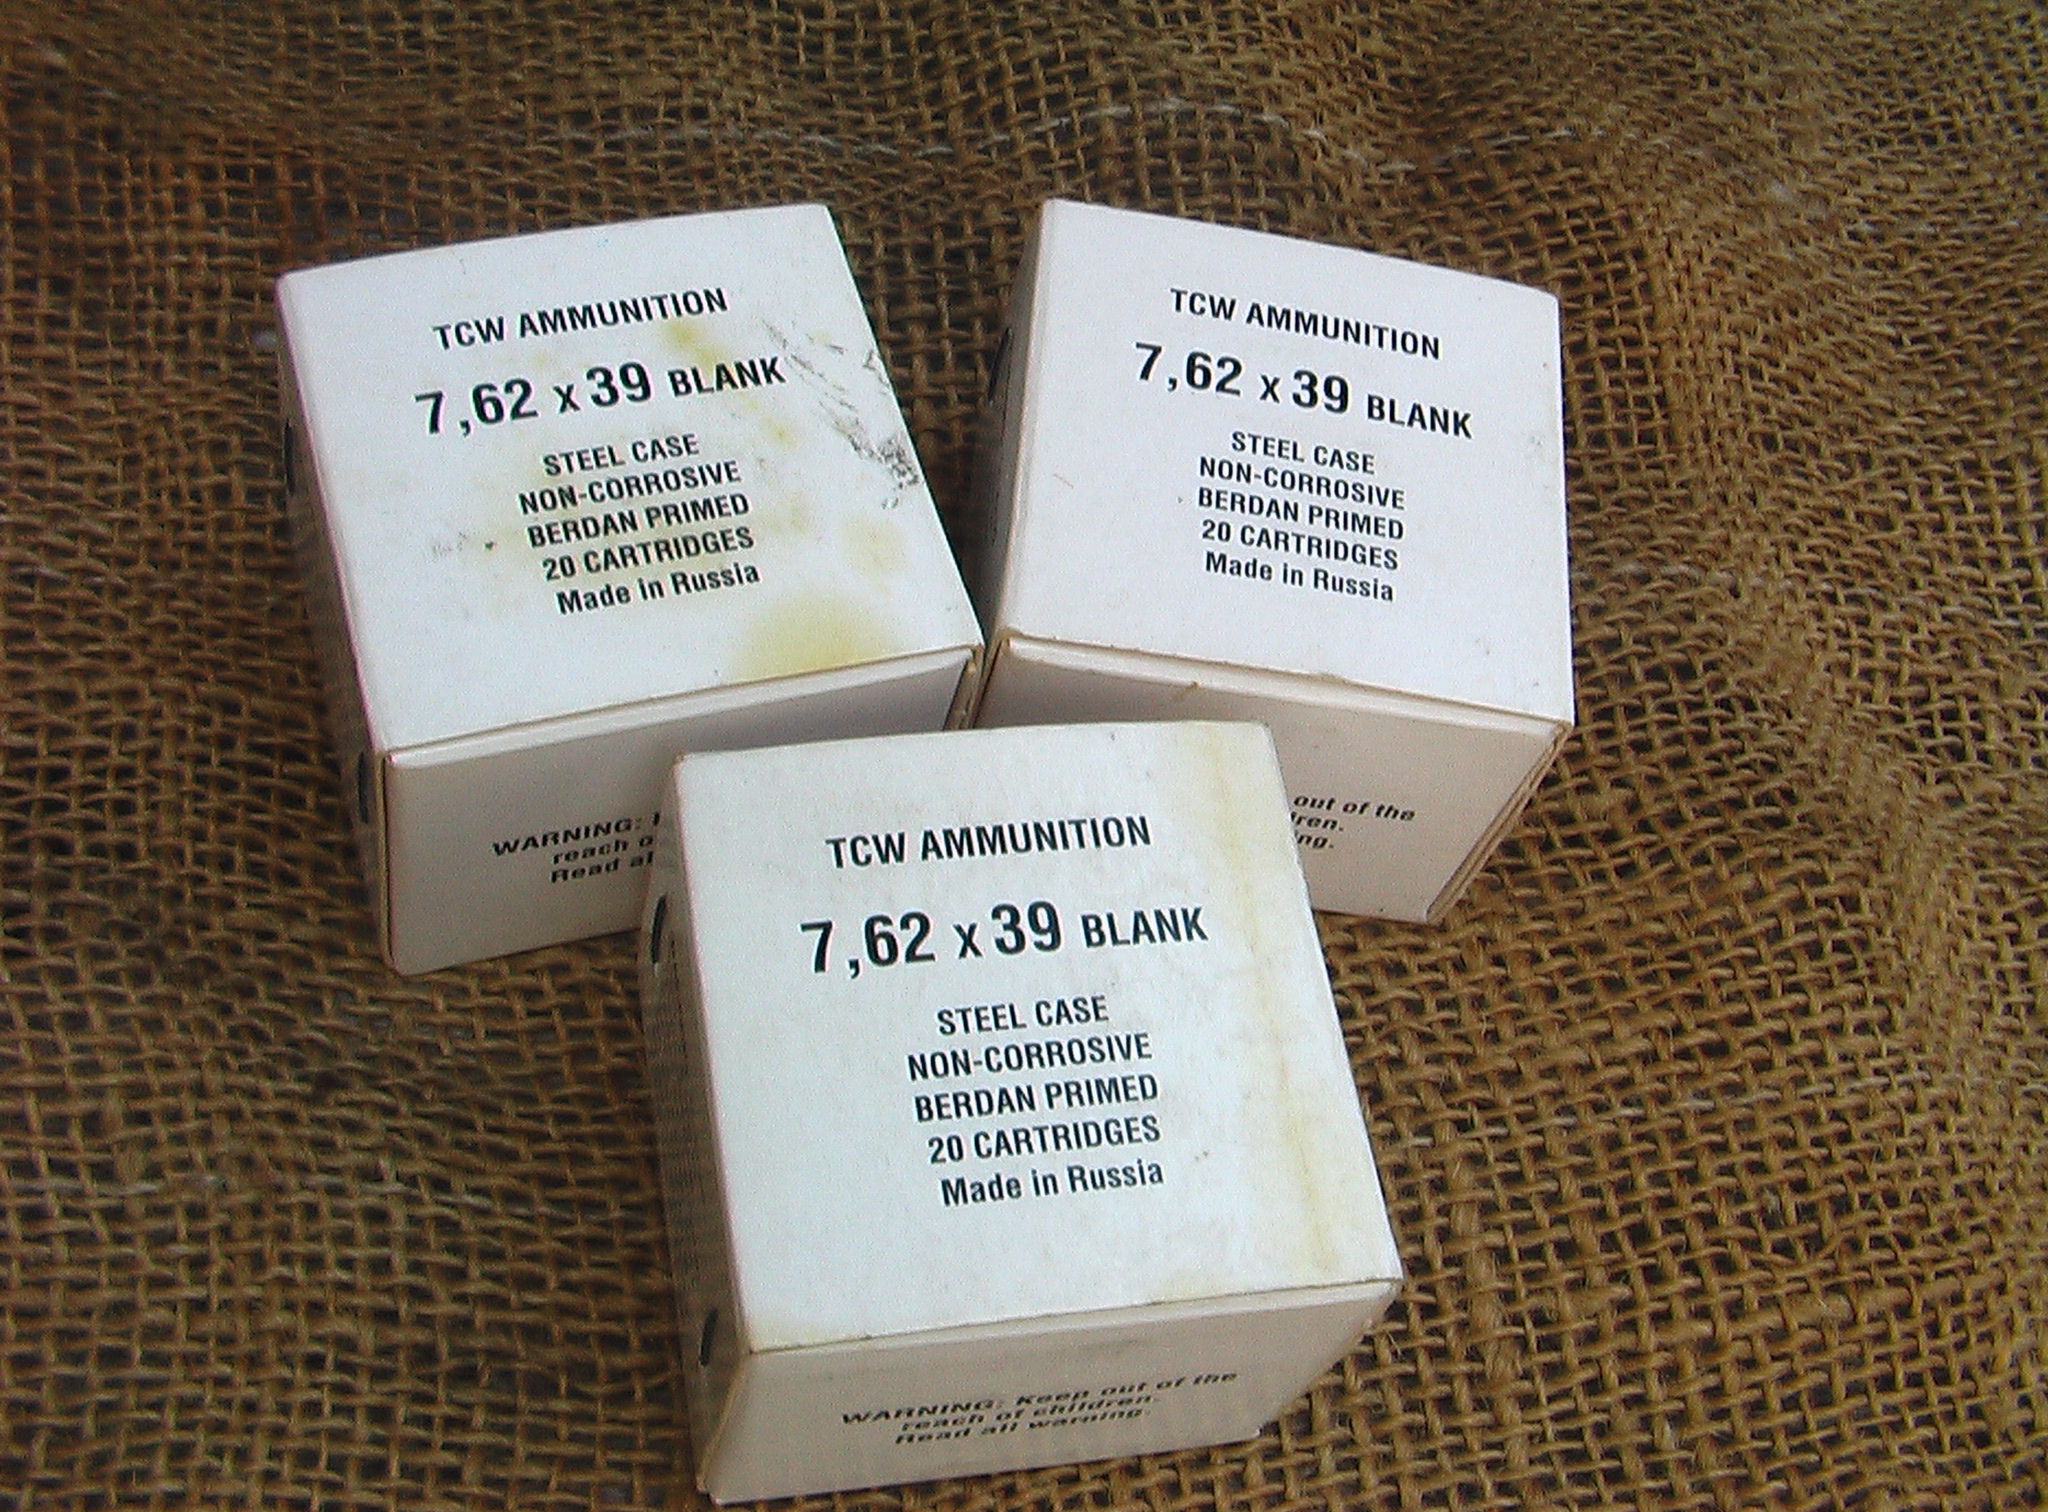 TCW AMMUNITION
7,62 x 39 BLANK
STEEL CASE
NON-CORROSIVE
BERDAN PRIMED
20 CARTRIDGES
Made in Russia
WARNING:
reach
Read
TCW AMMUNITION
7,62 x 39 BLANK
STEEL CASE
NON-CORROSIVE
BERDAN PRIMED
20 CARTRIDGES
Made in Russia
out of the
TCW AMMUNITION
7,62 x 39 BLANK
STEEL CASE
NON-CORROSIVE
BERDAN PRIMED
20 CARTRIDGES
Made in Russia
WARNING: Keep out of the
reach of children.
Read all warning.